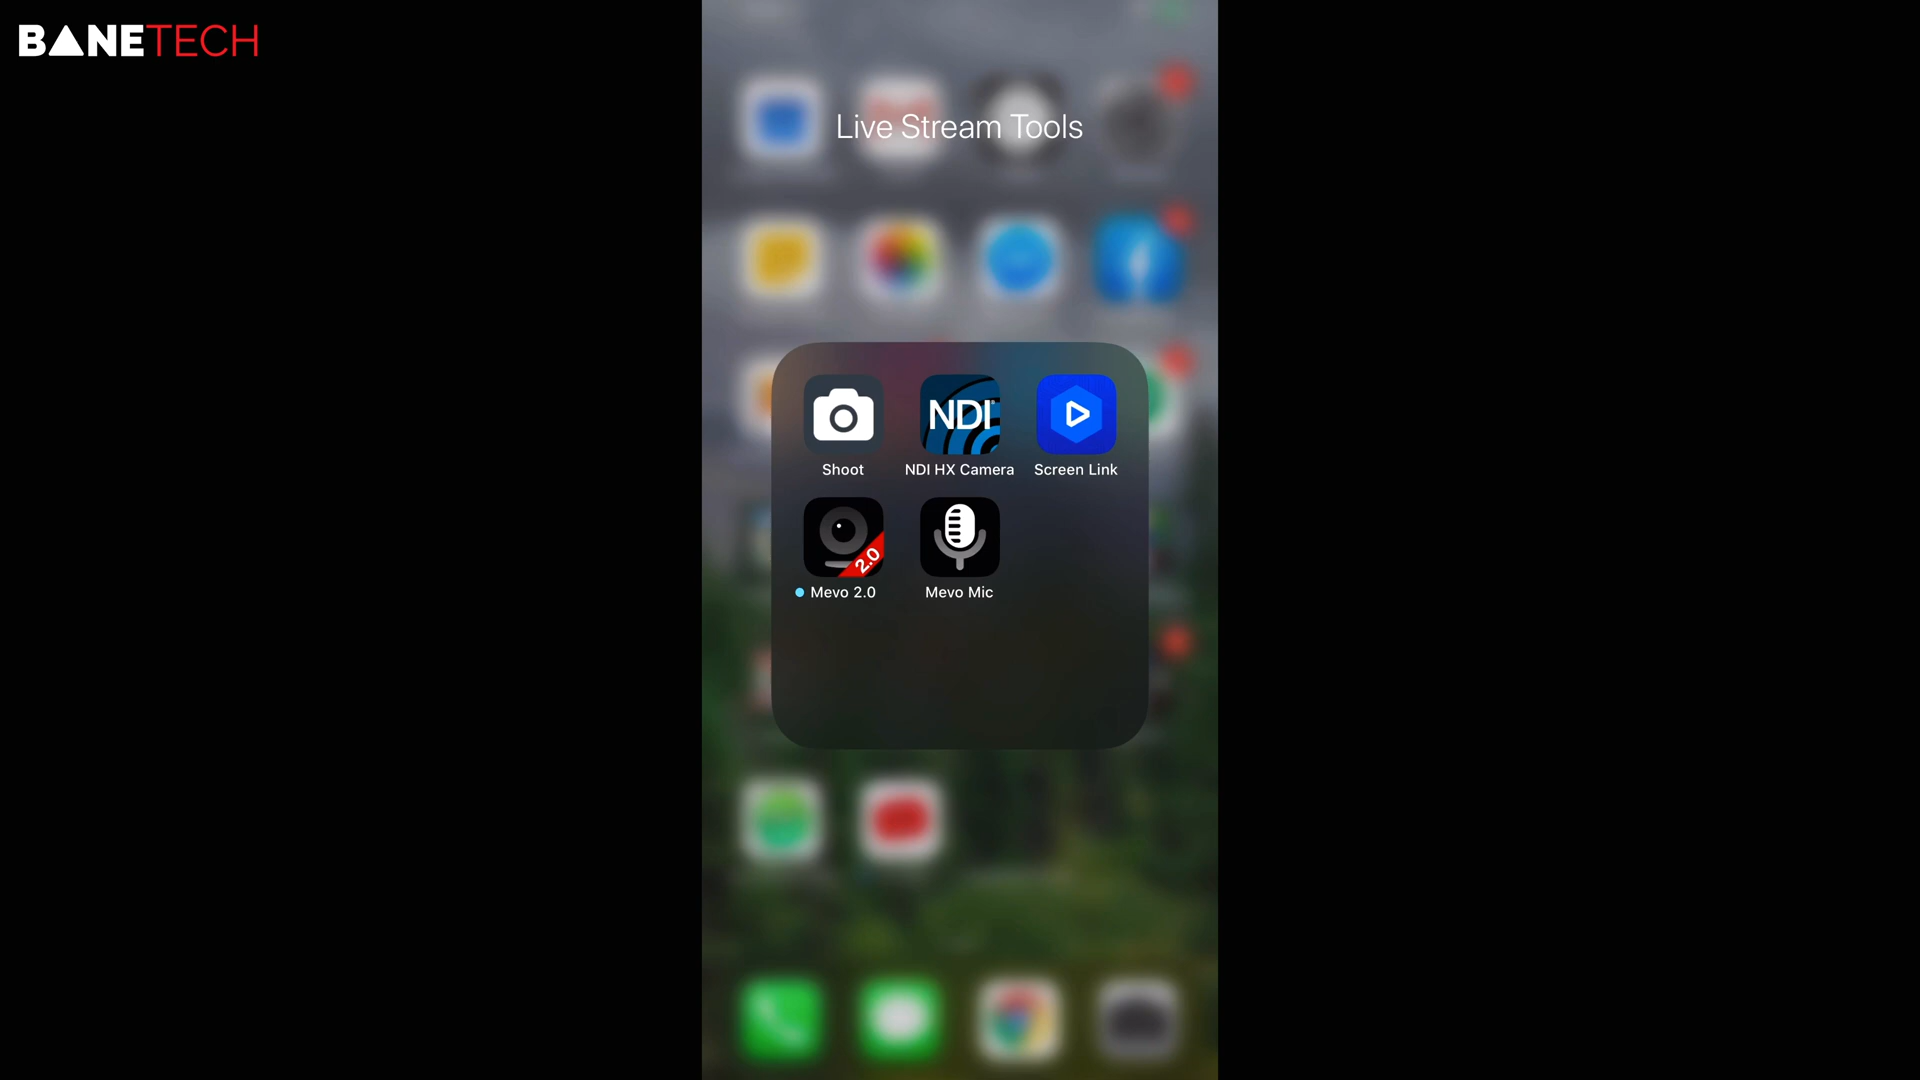 BANETECH
Live Stream Tools
NDI
Shoot
NDI HX Camera
Screen Link
2.0
Mevo 2.0
Mevo Mic